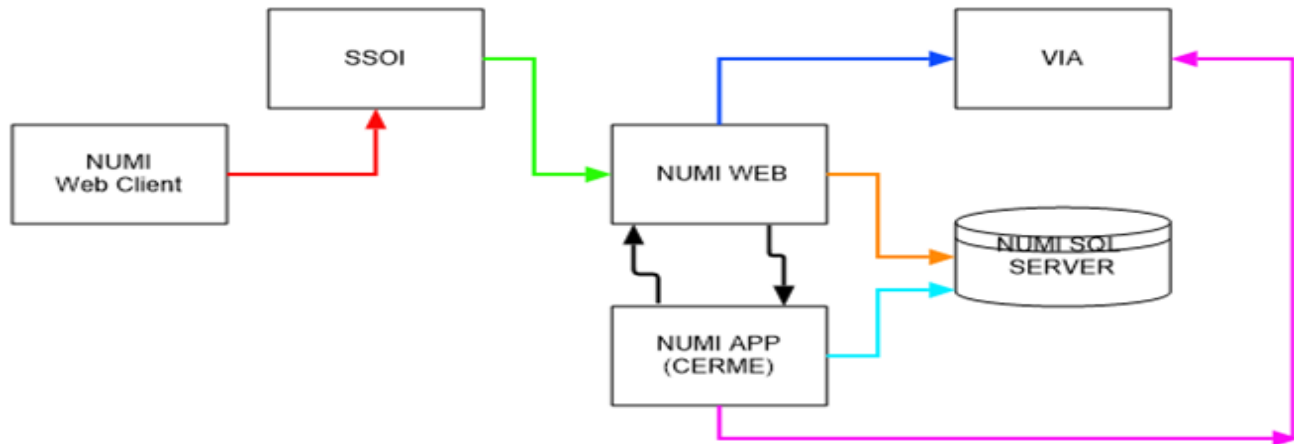 SSOI
VIA
NUMI
Web Client
NUMI WEB
NUMI SQL
SERVER
NUMI APP
(CERME)